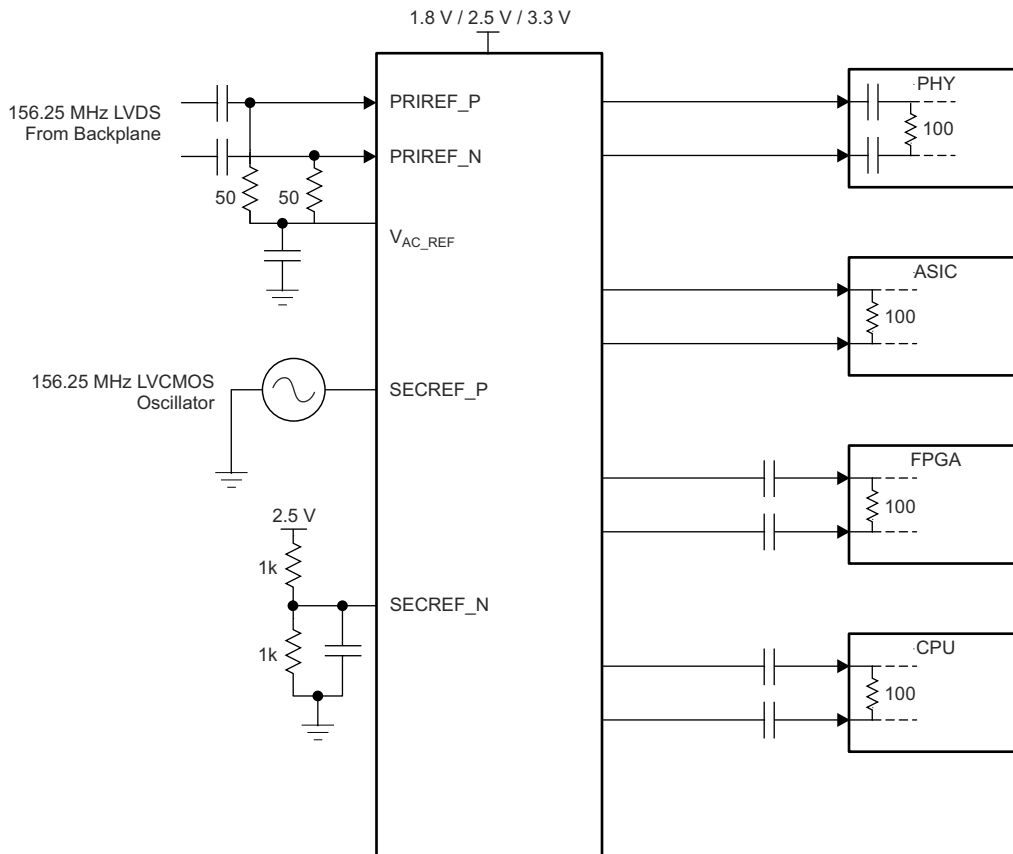 1.8 V / 2.5 V / 3.3 V
156.25 MHz LVDS
From Backplane
PRIREF_P
PRIREF_N
50
50
VAC_REF
156.25 MHz LVCMOS
Oscillator
SECREF_P
2.5 V
1k
SECREF_N
1k
PHY
100
ASIC
100
FPGA
100
CPU
100